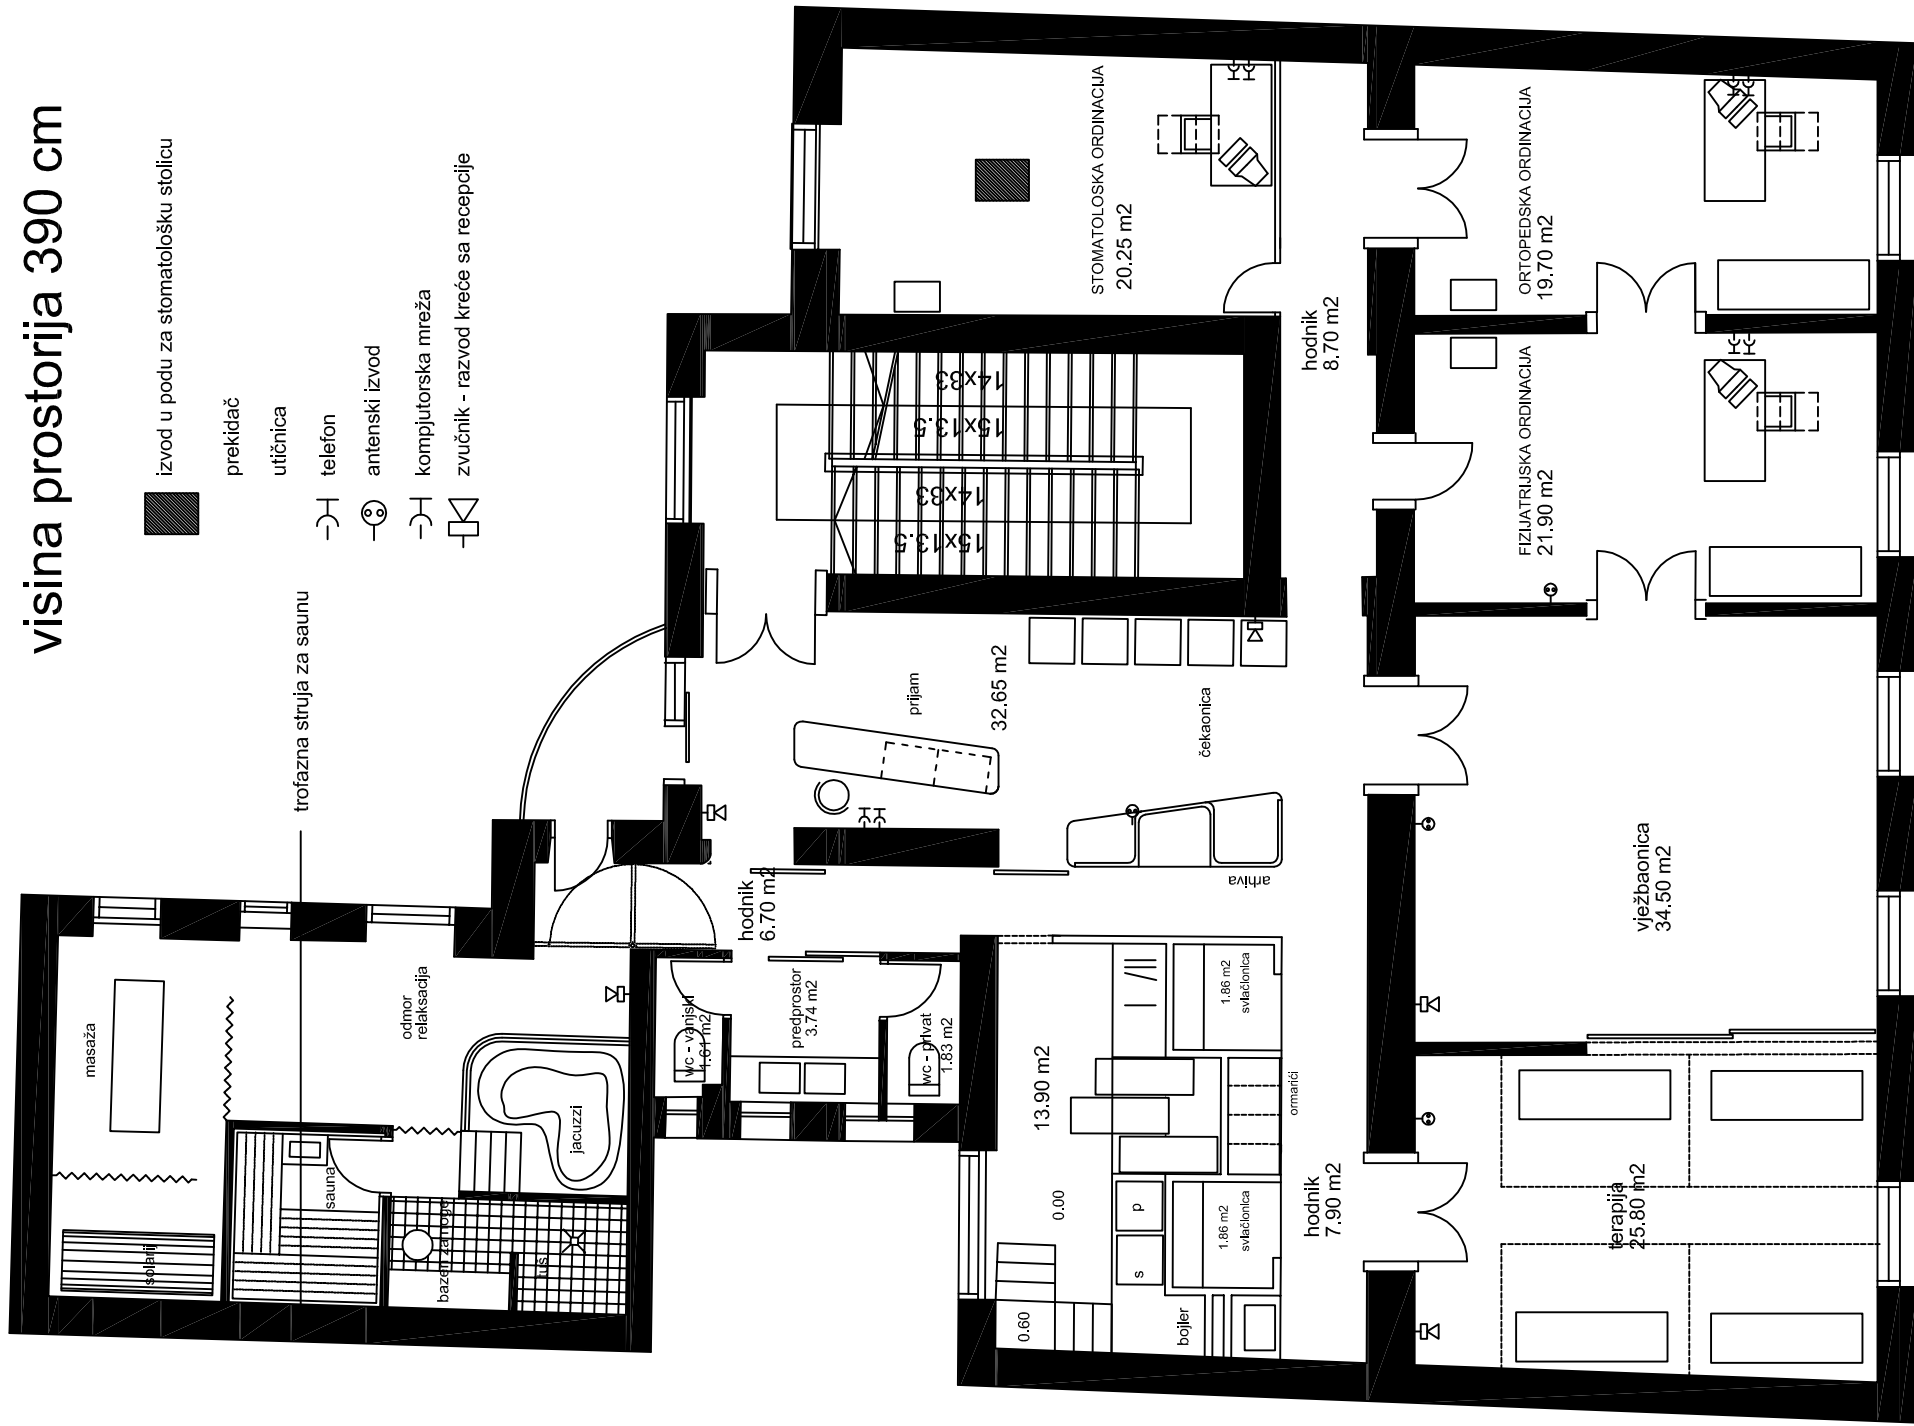 visina prostorija 390 cm
izvod u podu za stomatološku stolicu
prekidač
utičnica
telefon
antenski izvod
kompjutorska mreža
zvučnik - razvod kreće sa recepcije
trofazna struja za saunu
masaža
odmor
relaksacija
solarij
sauna
bazen za noge
tuš
jacuzzi
wc - vanjski
1.61 m2
predprostor
3.74 m2
wc - privat
1.83 m2
hodnik
6.70 m2
prijam
32.65 m2
čekaonica
arhiva
14x33
15x13.5
14x33
15x13.5
STOMATOLOSKA ORDINACIJA
20.25 m2
hodnik
8.70 m2
ORTOPEDSKA ORDINACIJA
19.70 m2
FIZIJATRIJSKA ORDINACIJA
21.90 m2
vježbaonica
34.50 m2
terapija
25.80 m2
hodnik
7.90 m2
13.90 m2
0.00
0.60
1.86 m2
svlačionica
ormarići
1.86 m2
svlačionica
p
s
bojler